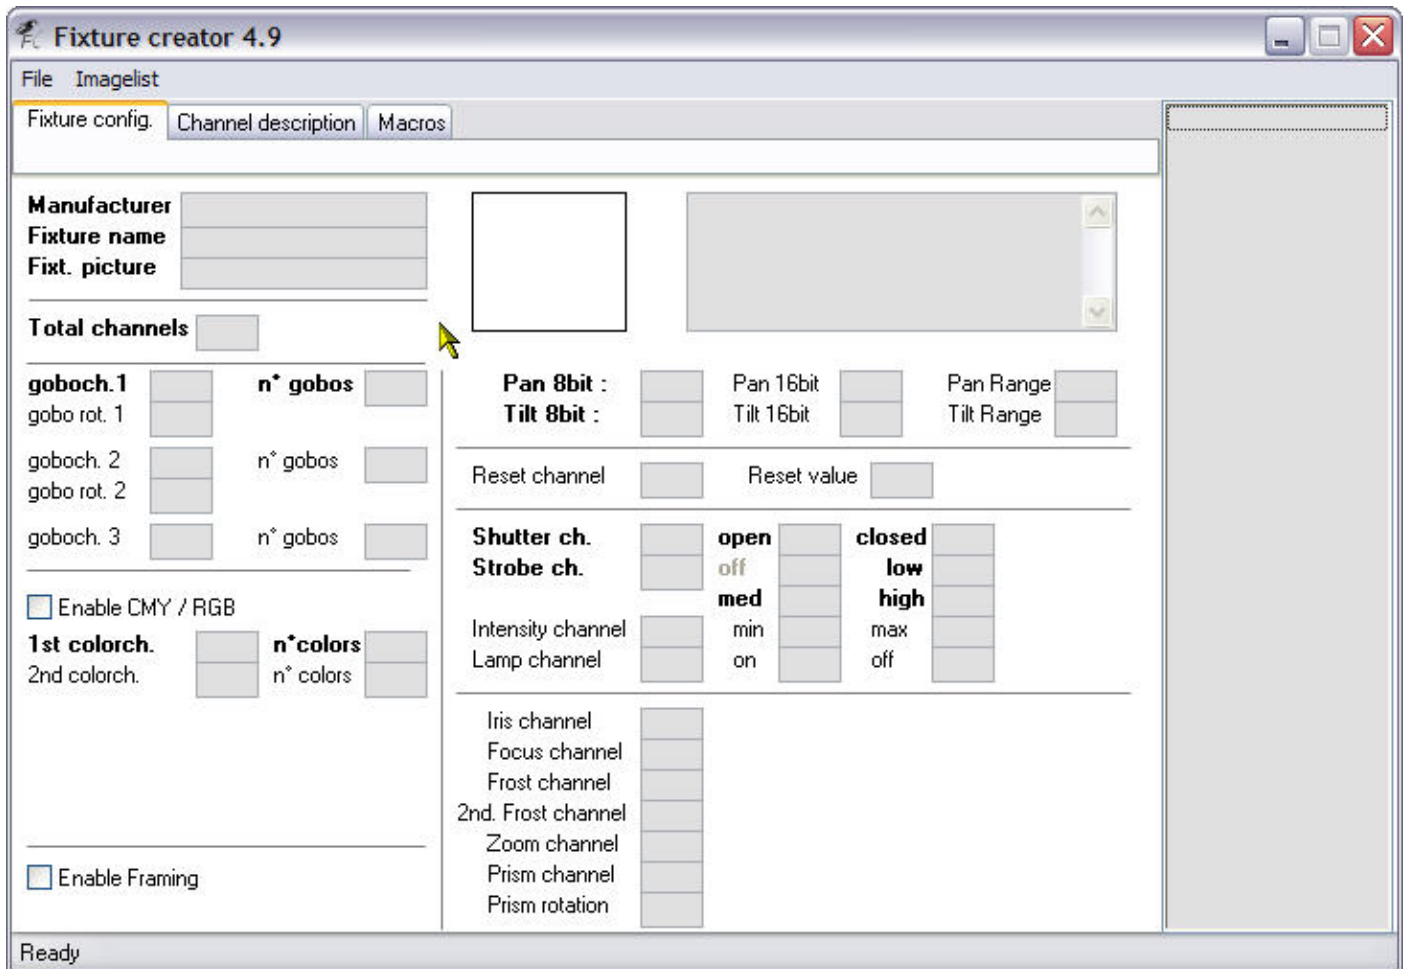 Fixture creator 4.9
File Imagelist
Fixture config. Channel description Macros
Manufacturer
Fixture name
Fixt. picture
Total channels
goboch.1 n° gobos
gobo rot. 1
goboch. 2 n° gobos
gobo rot. 2
goboch. 3 n° gobos
Enable CMY / RGB
1st colorch. n°colors
2nd colorch. n° colors
Enable Framing
Pan 8bit : Pan 16bit Pan Range
Tilt 8bit : Tilt 16bit Tilt Range
Reset channel Reset value
Shutter ch. open closed
Strobe ch. off low
med high
Intensity channel min max
Lamp channel on off
Iris channel
Focus channel
Frost channel
2nd. Frost channel
Zoom channel
Prism channel
Prism rotation
Ready